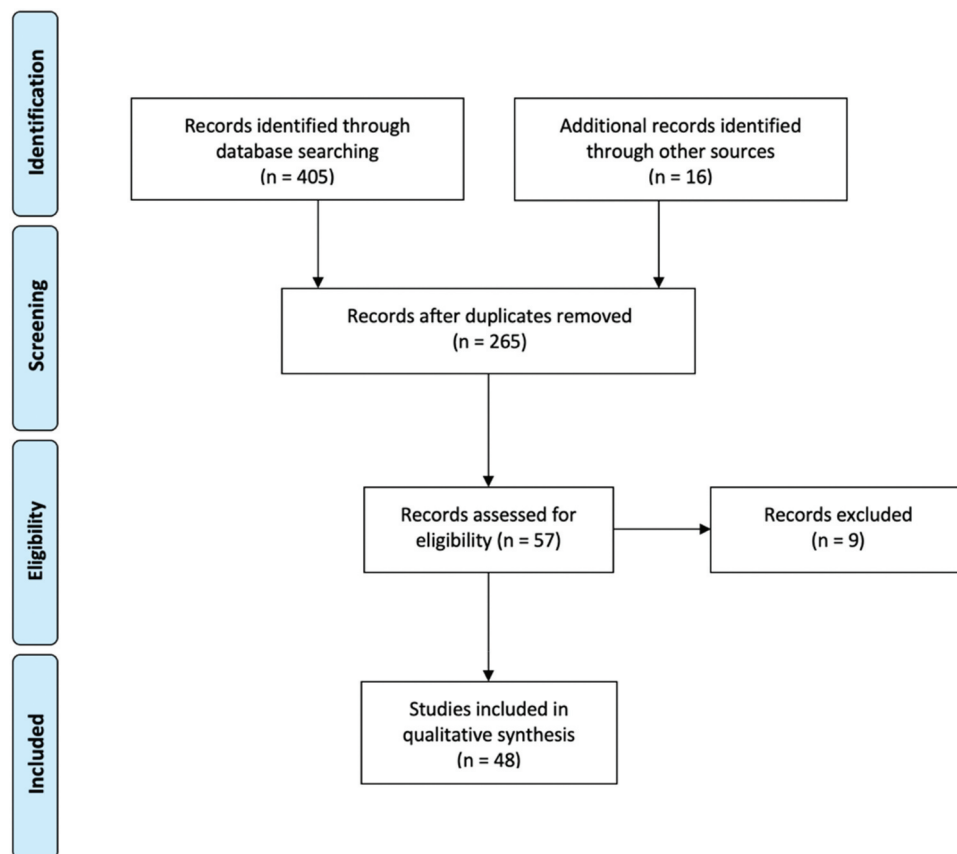 Identification
Records identified through
database searching
(n = 405)
Additional records identified
through other sources
(n = 16)
Screening
Records after duplicates removed
(n = 265)
Eligibility
Records assessed for
eligibility (n = 57)
Records excluded
(n = 9)
Included
Studies included in
qualitative synthesis
(n = 48)